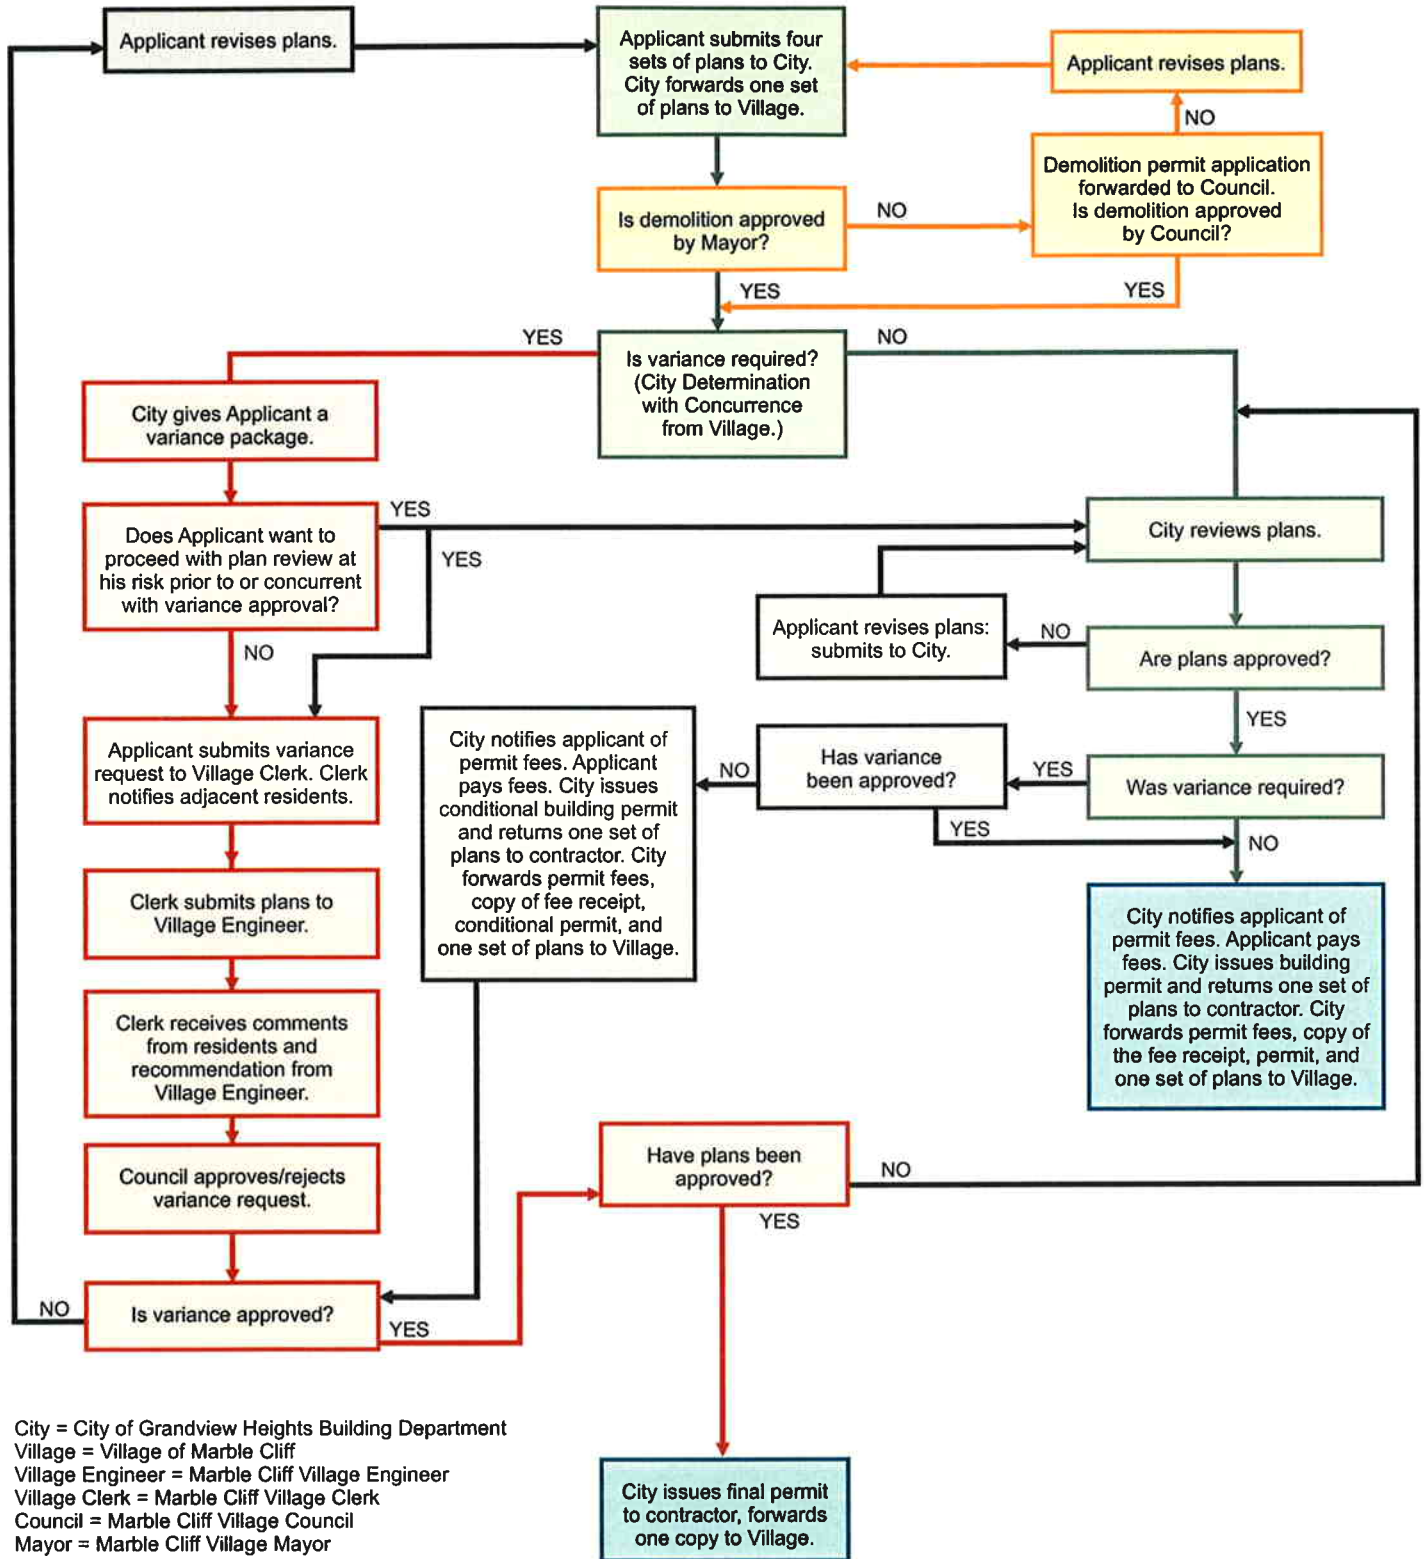 Applicant revises plans.
Applicant submits four
sets of plans to City.
City forwards one set
of plans to Village.
Applicant revises plans.
NO
Demolition permit application
forwarded to Council.
Is demolition approved
by Council?
Is demolition approved
by Mayor?
NO
YES
YES
YES
Is variance required?
(City Determination
with Concurrence
from Village.)
NO
City gives Applicant a
variance package.
Does Applicant want to
proceed with plan review at
his risk prior to or concurrent
with variance approval?
YES
YES
NO
City reviews plans.
Applicant revises plans:
submits to City.
NO
Are plans approved?
YES
Applicant submits variance
request to Village Clerk. Clerk
notifies adjacent residents.
City notifies applicant of
permit fees. Applicant
pays fees. City issues
conditional building permit
and returns one set of
plans to contractor. City
forwards permit fees,
copy of fee receipt,
conditional permit, and
one set of plans to Village.
NO
Has variance
been approved?
YES
Was variance required?
YES
NO
Clerk submits plans to
Village Engineer.
City notifies applicant of
permit fees. Applicant pays
fees. City issues building
permit and returns one set of
plans to contractor. City
forwards permit fees, copy of
the fee receipt, permit, and
one set of plans to Village.
Clerk receives comments
from residents and
recommendation from
Village Engineer.
Council approves/rejects
variance request.
Have plans been
approved?
NO
YES
NO
Is variance approved?
YES
City issues final permit
to contractor, forwards
one copy to Village.
City = City of Grandview Heights Building Department
Village = Village of Marble Cliff
Village Engineer = Marble Cliff Village Engineer
Village Clerk = Marble Cliff Village Clerk
Council = Marble Cliff Village Council
Mayor = Marble Cliff Village Mayor